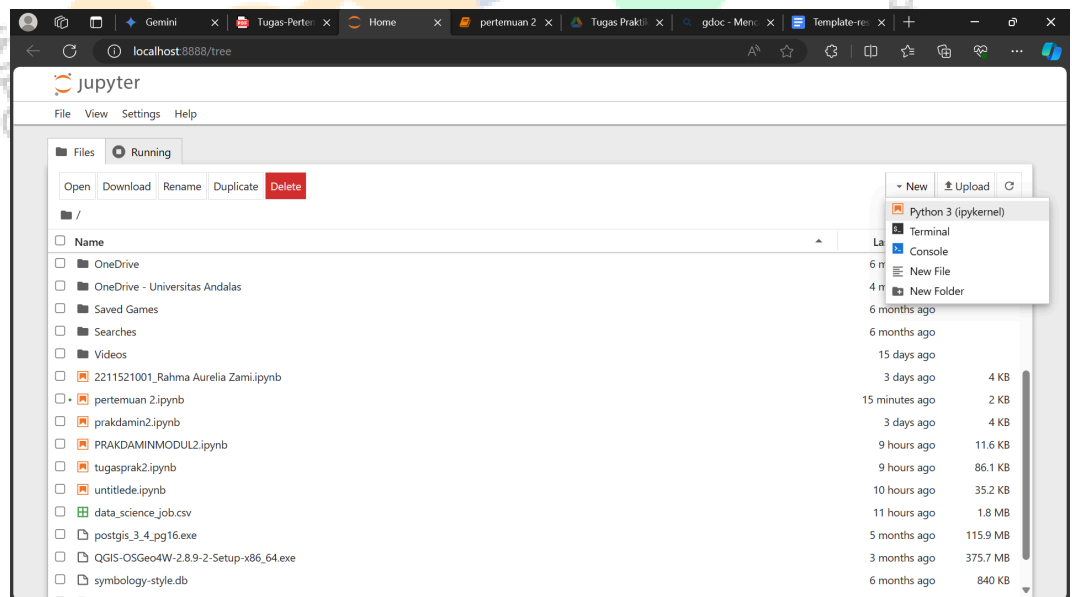 Gemini Tugas-Perten Home pertemuan 2 Tugas Praktik gdoc - Menc Template-res
localhost:8888/tree
jupyter
File View Settings Help
Files Running
Open Download Rename Duplicate Delete New Upload
/
Python 3 (ipykernel)
Terminal
Name La
Console
OneDrive 6 m
New File
OneDrive - Universitas Andalas 4 m
New Folder
Saved Games 6 months ago
Searches 6 months ago
Videos 15 days ago
2211521001_Rahma Aurelia Zami.ipynb 3 days ago 4 KB
pertemuan 2.ipynb 15 minutes ago 2 KB
prakdamin2.ipynb 3 days ago 4 KB
PRAKDAMINMODUL2.ipynb 9 hours ago 11.6 KB
tugasprak2.ipynb 9 hours ago 86.1 KB
untitlede.ipynb 10 hours ago 35.2 KB
data_science_job.csv 11 hours ago 1.8 MB
postgis_3_4_pg16.exe 5 months ago 115.9 MB
QGIS-OSGeo4W-2.8.9-2-Setup-x86_64.exe 3 months ago 375.7 MB
symbology-style.db 6 months ago 840 KB